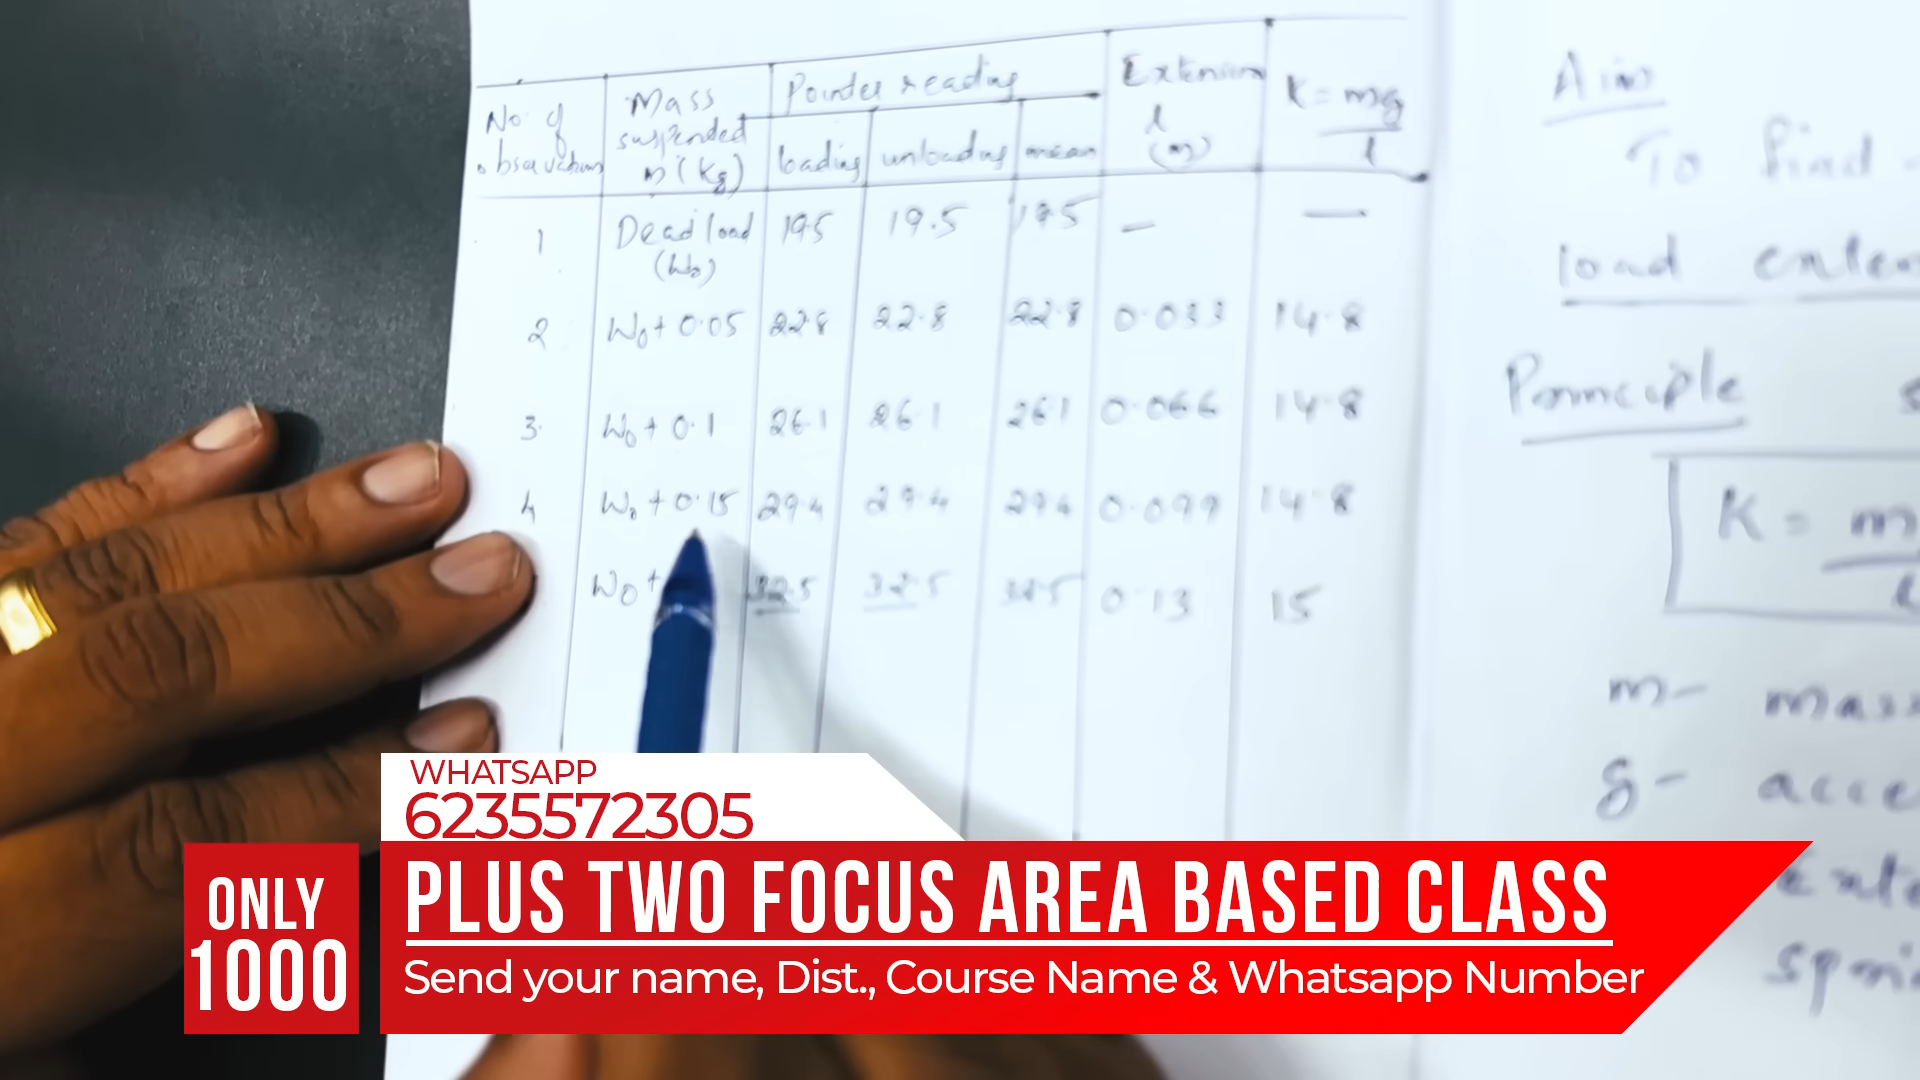 No. of observations
Mass suspended m (kg)
Pointer reading
loading unloading mean
Extension l (m)
K = mg / l
1 Dead load (W₀) 19.5 19.5 19.5 — —
2 W₀ + 0.05 22.8 22.8 22.8 0.033 14.8
3. W₀ + 0.1 26.1 26.1 26.1 0.066 14.8
4 W₀ + 0.15 29.4 29.4 29.4 0.099 14.8
W₀ + 32.5 32.5 32.5 0.13 15
Aim
To find
load exten
Principle
K = m
l
m – mass
g – acce
exte
spri
WHATSAPP
6235572305
ONLY
1000
PLUS TWO FOCUS AREA BASED CLASS
Send your name, Dist., Course Name & Whatsapp Number